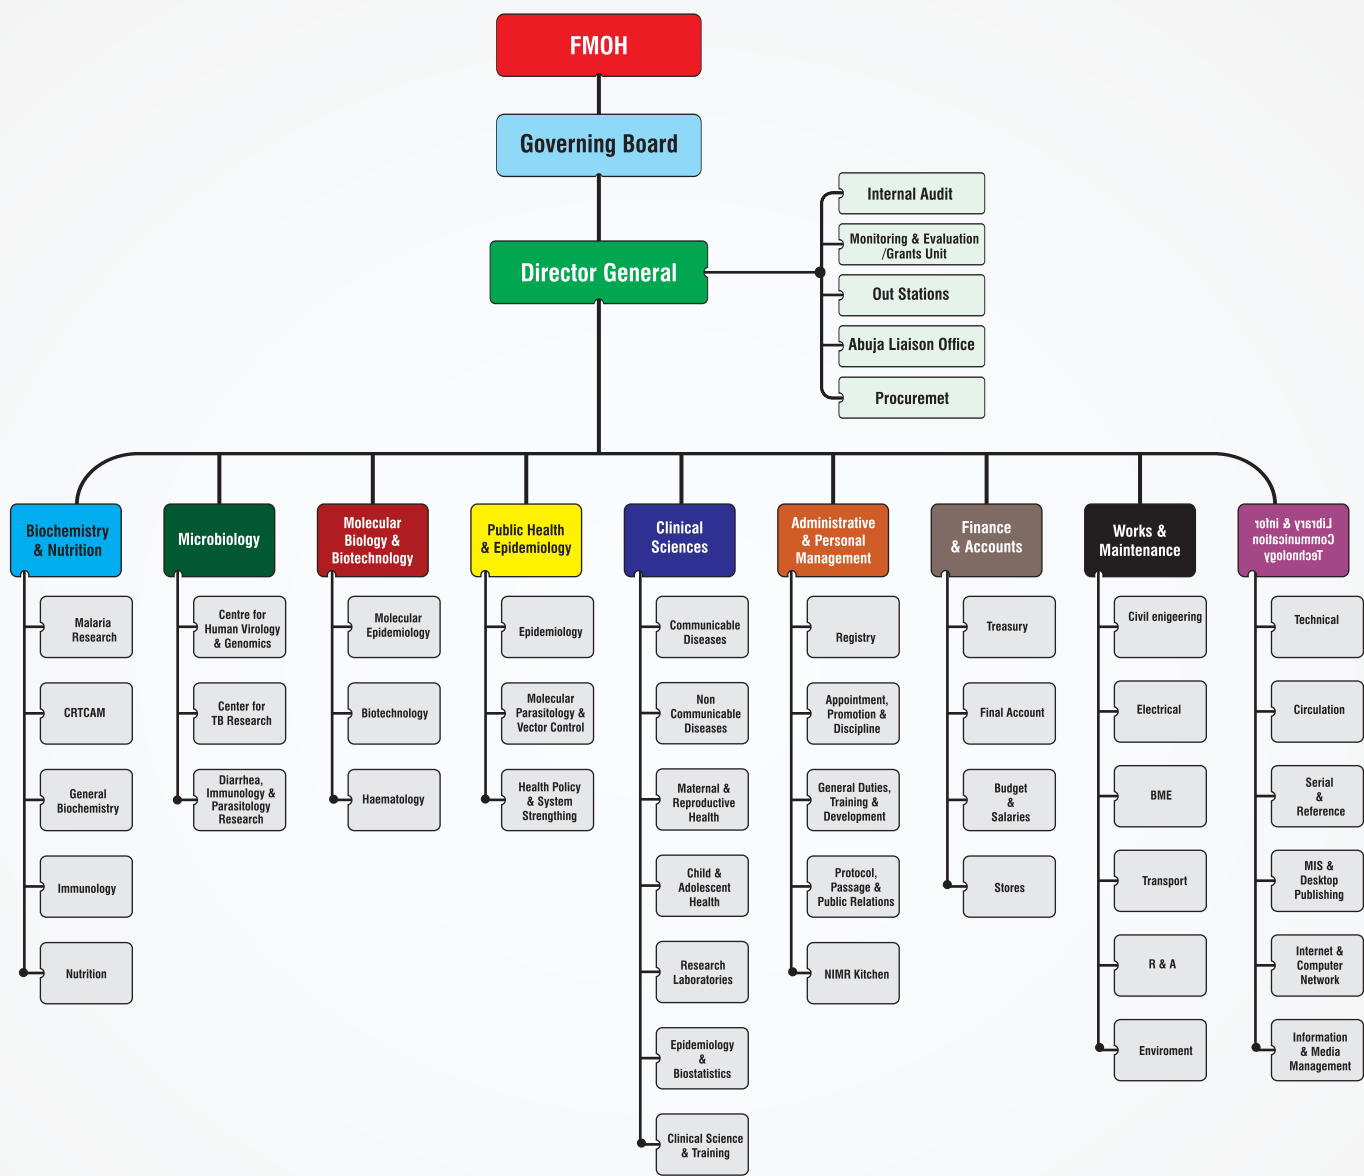 FMOH
Governing Board
Director General
Internal Audit
Monitoring & Evaluation
/Grants Unit
Out Stations
Abuja Liaison Office
Procuremet
Biochemistry
& Nutrition
Malaria
Research
CRTCAM
General
Biochemistry
Immunology
Nutrition
Microbiology
Centre for
Human Virology
& Genomics
Center for
TB Research
Diarrhea,
Immunology &
Parasitology
Research
Molecular
Biology &
Biotechnology
Molecular
Epidemiology
Biotechnology
Haematology
Public Health
& Epidemiology
Epidemiology
Molecular
Parasitology &
Vector Control
Health Policy
& System
Strengthing
Clinical
Sciences
Communicable
Diseases
Non
Communicable
Diseases
Maternal &
Reproductive
Health
Child &
Adolescent
Health
Research
Laboratories
Epidemiology
&
Biostatistics
Clinical Science
& Training
Administrative
& Personal
Management
Registry
Appointment,
Promotion &
Discipline
General Duties,
Training &
Development
Protocol,
Passage &
Public Relations
NIMR Kitchen
Finance
& Accounts
Treasury
Final Account
Budget
&
Salaries
Stores
Works &
Maintenance
Civil enigeering
Electrical
BME
Transport
R & A
Enviroment
Library & infor
Communication
Technology
Technical
Circulation
Serial
&
Reference
MIS &
Desktop
Publishing
Internet &
Computer
Network
Information
& Media
Management